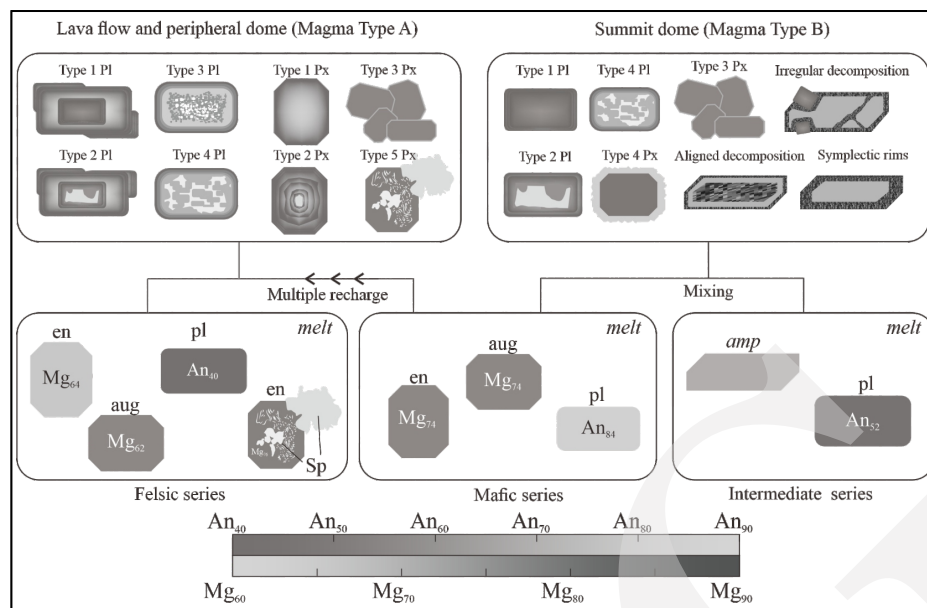 Lava flow and peripheral dome (Magma Type A)
Type 1 Pl
Type 3 Pl
Type 1 Px
Type 3 Px
Type 2 Pl
Type 4 Pl
Type 2 Px
Type 5 Px
Summit dome (Magma Type B)
Type 1 Pl
Type 4 Pl
Type 3 Px
Irregular decomposition
Type 2 Pl
Type 4 Px
Aligned decomposition
Symplectic rims
Multiple recharge
Mixing
melt
en
Mg64
pl
An40
aug
Mg62
en
Sp
Felsic series
melt
en
Mg74
aug
Mg74
pl
An84
Mafic series
melt
amp
pl
An52
Intermediate series
An40 An50 An60 An70 An80 An90
Mg60 Mg70 Mg80 Mg90